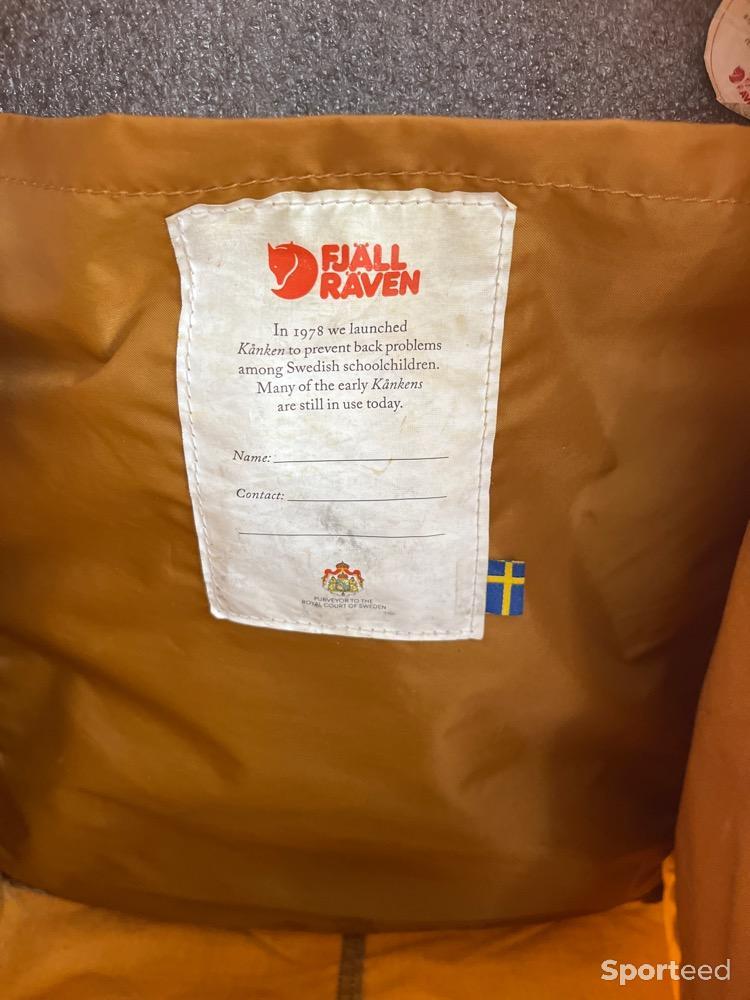 FJÄLL
RÄVEN
In 1978 we launched
Kånken to prevent back problems
among Swedish schoolchildren.
Many of the early Kånkens
are still in use today.
Name:
Contact:
PURVEYOR TO THE
ROYAL COURT OF SWEDEN
Sporteed